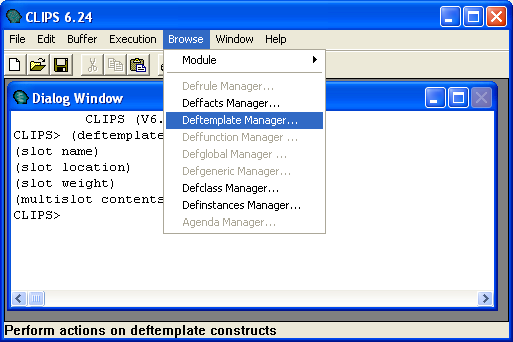 CLIPS 6.24
File Edit Buffer Execution Browse Window Help
Module
Defrule Manager...
Deffacts Manager...
Deftemplate Manager...
Deffunction Manager...
Defglobal Manager...
Defgeneric Manager...
Defclass Manager...
Definstances Manager...
Agenda Manager...
Dialog Window
CLIPS (V6.
CLIPS> (deftemplate
(slot name)
(slot location)
(slot weight)
(multislot contents
CLIPS>
Perform actions on deftemplate constructs